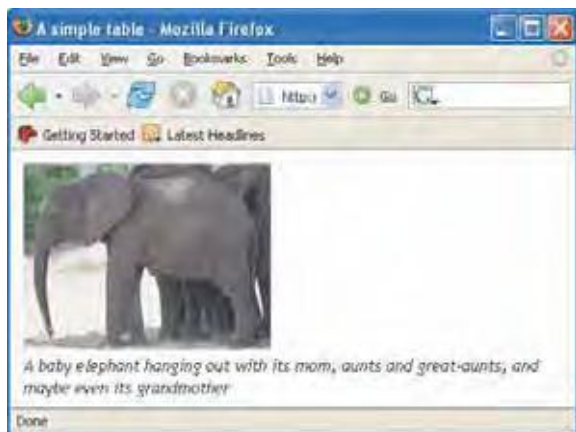 A simple table - Mozilla Firefox
File Edit View Go Bookmarks Tools Help
http:/ Go G
Getting Started Latest Headlines
A baby elephant hanging out with its mom, aunts and great-aunts, and
maybe even its grandmother
Done